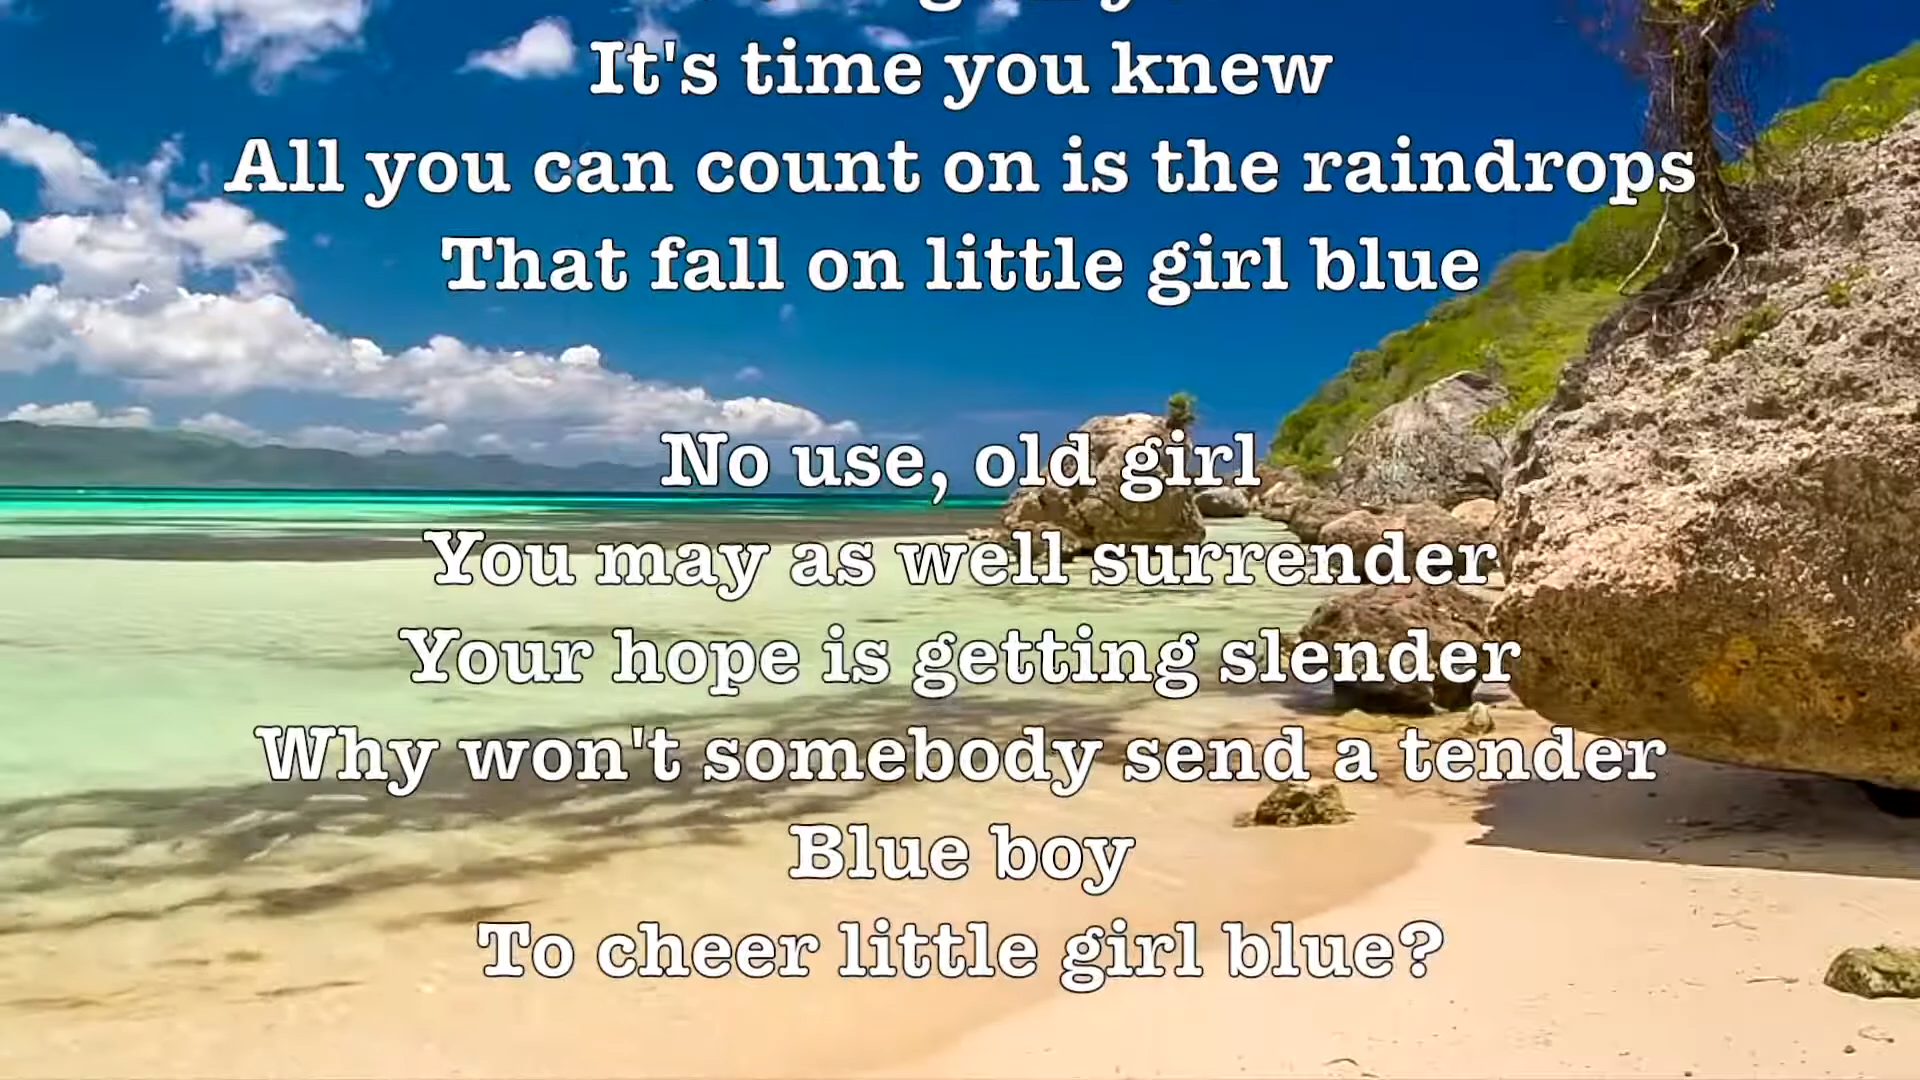 It's time you knew
All you can count on is the raindrops
That fall on little girl blue
No use, old girl
You may as well surrender
Your hope is getting slender
Why won't somebody send a tender
Blue boy
To cheer little girl blue?